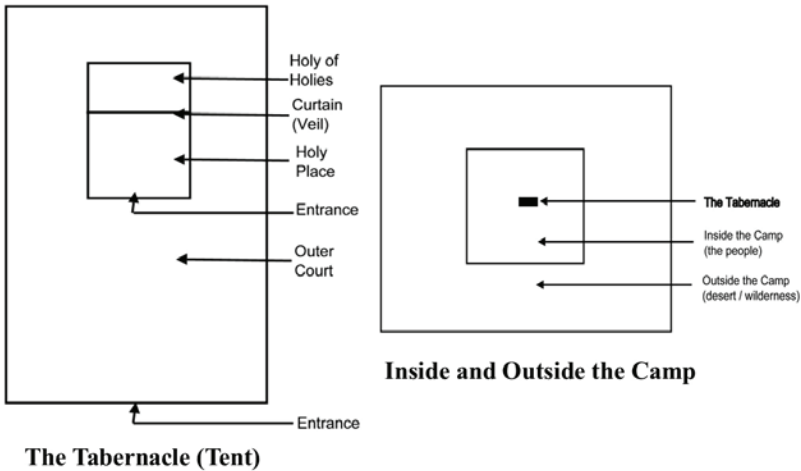 Holy of
Holies
Curtain
(Veil)
Holy
Place
Entrance
Outer
Court
Entrance
The Tabernacle (Tent)
The Tabernacle
Inside the Camp
(the people)
Outside the Camp
(desert / wilderness)
Inside and Outside the Camp